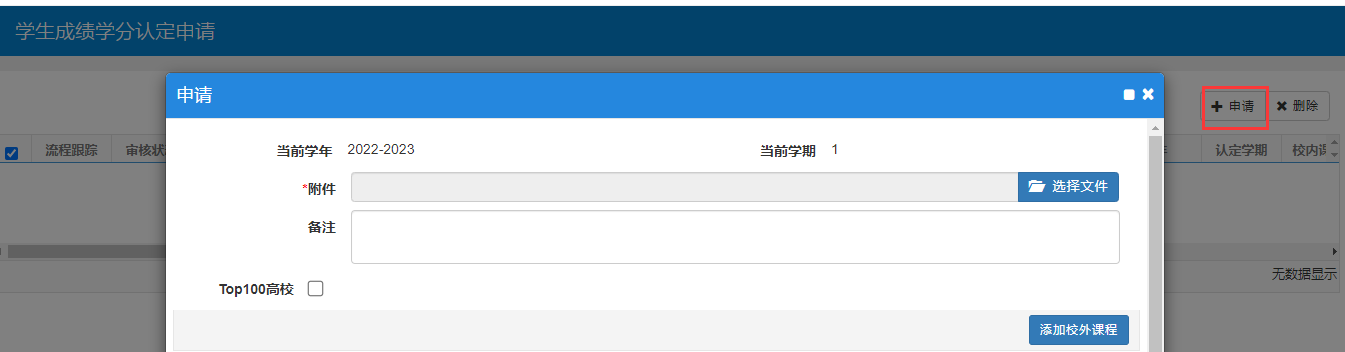 学生成绩学分认定申请
申请
申请 删除
流程跟踪 审核状 认定学期 校内课
当前学年 2022-2023 当前学期 1
*附件 选择文件
备注
无数据显示
Top100高校
添加校外课程